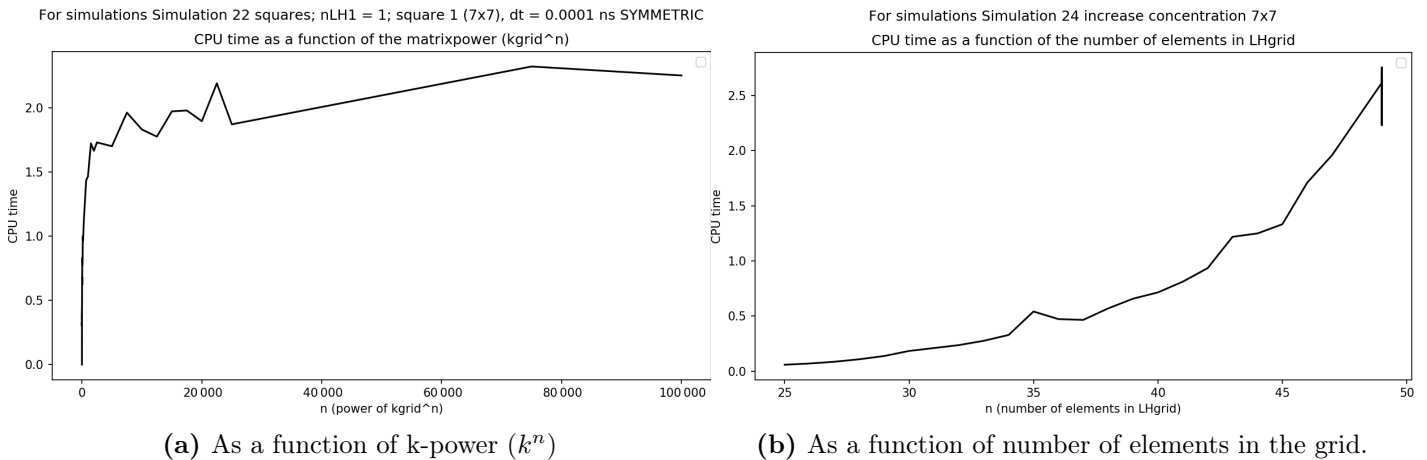 For simulations Simulation 22 squares; nLH1 = 1; square 1 (7x7), dt = 0.0001 ns SYMMETRIC
CPU time as a function of the matrixpower (kgrid^n)
CPU time
2.0
1.5
1.0
0.5
0.0
0
20 000
40 000
60 000
80 000
100 000
n (power of kgrid^n)
(a) As a function of k-power (kⁿ)
For simulations Simulation 24 increase concentration 7x7
CPU time as a function of the number of elements in LHgrid
CPU time
2.5
2.0
1.5
1.0
0.5
0.0
25
30
35
40
45
50
n (number of elements in LHgrid)
(b) As a function of number of elements in the grid.